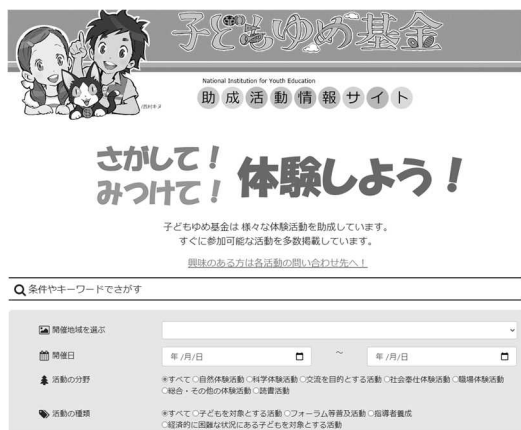 子どもゆめ基金
National Institution for Youth Education
助成活動情報サイト
さがして！
みつけて！
体験しよう！
子どもゆめ基金は 様々な体験活動を助成しています。
すぐに参加可能な活動を多数掲載しています。
興味のある方は各活動の問い合わせ先へ！
条件やキーワードでさがす
開催地域を選ぶ
開催日 年 /月/日 ～ 年 /月/日
活動の分野 すべて 自然体験活動 科学体験活動 交流を目的とする活動 社会奉仕体験活動 職場体験活動
総合・その他の体験活動 読書活動
活動の種類 すべて 子どもを対象とする活動 フォーラム等普及活動 指導者養成
経済的に困難な状況にある子どもを対象とする活動